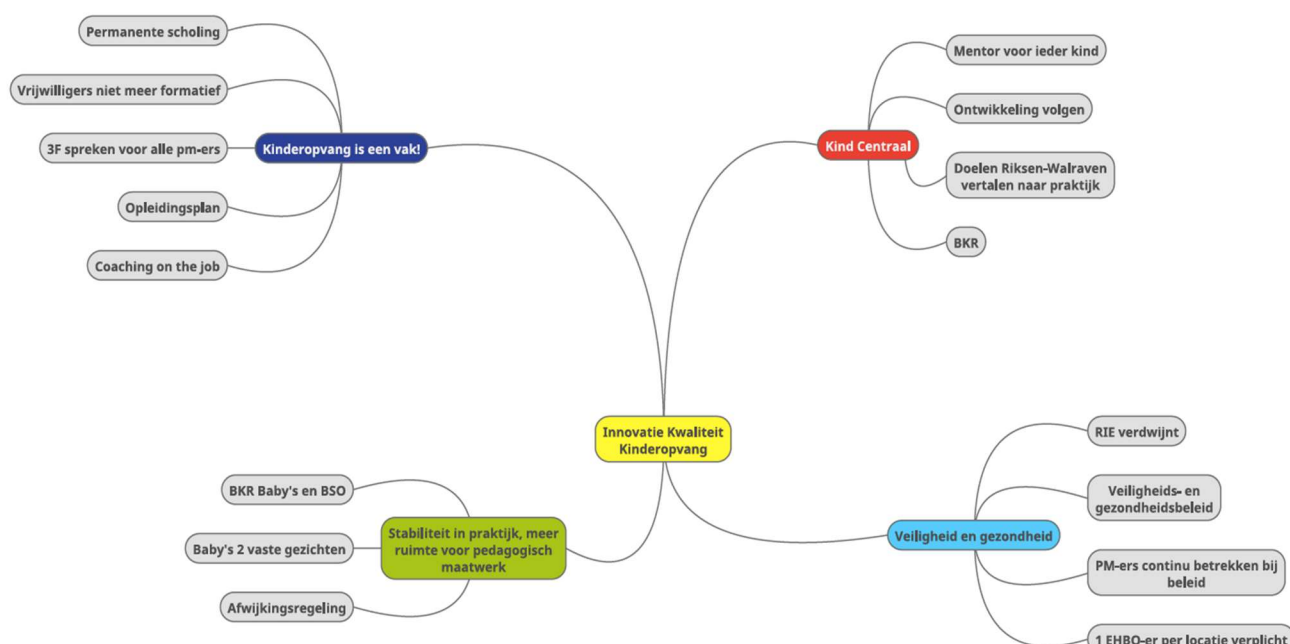 Permanente scholing
Vrijwilligers niet meer formatief
3F spreken voor alle pm-ers
Opleidingsplan
Coaching on the job
Kinderopvang is een vak!
Kind Centraal
Mentor voor ieder kind
Ontwikkeling volgen
Doelen Riksen-Walraven
vertalen naar praktijk
BKR
Innovatie Kwaliteit
Kinderopvang
BKR Baby's en BSO
Baby's 2 vaste gezichten
Afwijkingsregeling
Stabiliteit in praktijk, meer
ruimte voor pedagogisch
maatwerk
Veiligheid en gezondheid
RIE verdwijnt
Veiligheids- en
gezondheidsbeleid
PM-ers continu betrekken bij
beleid
1 EHBO-er per locatie verplicht